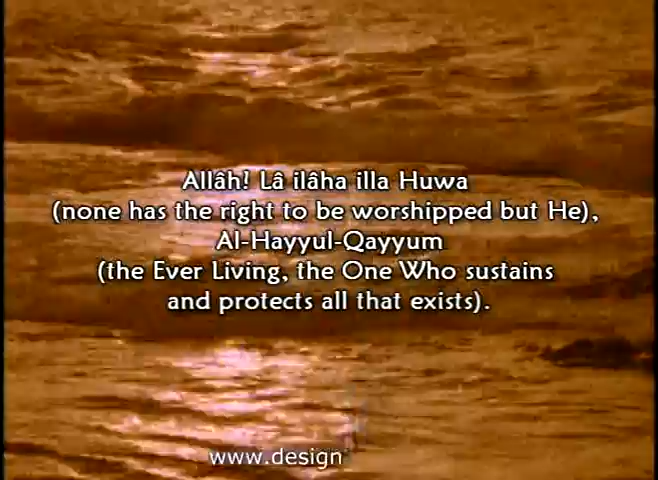 Allâh! Lâ ilâha illa Huwa
(none has the right to be worshipped but He),
Al-Hayyul-Qayyum
(the Ever Living, the One Who sustains
and protects all that exists).
www.design